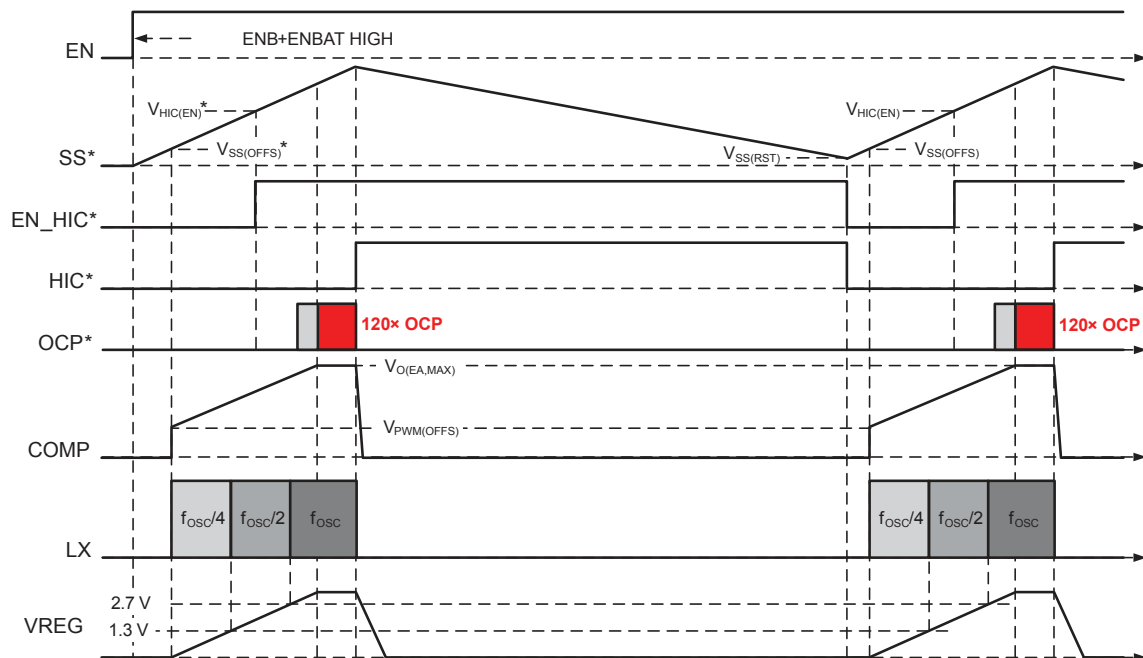 EN
ENB+ENBAT HIGH
VHIC(EN)*
VHIC(EN)
SS*
VSS(OFFS)*
VSS(RST)
VSS(OFFS)
EN_HIC*
HIC*
OCP*
120× OCP
120× OCP
VO(EA,MAX)
VPWM(OFFS)
COMP
fOSC/4
fOSC/2
fOSC
fOSC/4
fOSC/2
fOSC
LX
2.7 V
VREG
1.3 V